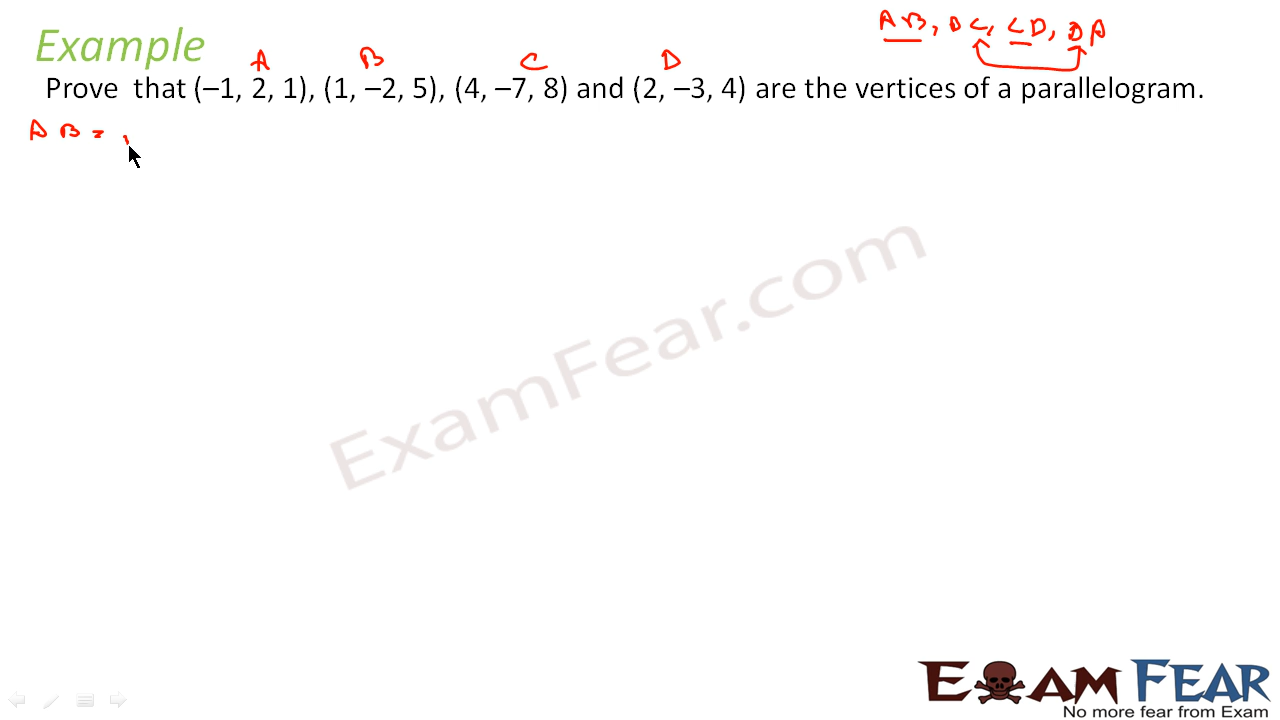 Example
AB, BC, CD, DA
A B C D
Prove that (–1, 2, 1), (1, –2, 5), (4, –7, 8) and (2, –3, 4) are the vertices of a parallelogram.
AB =
ExamFear.com
EXAM FEAR
No more fear from Exam